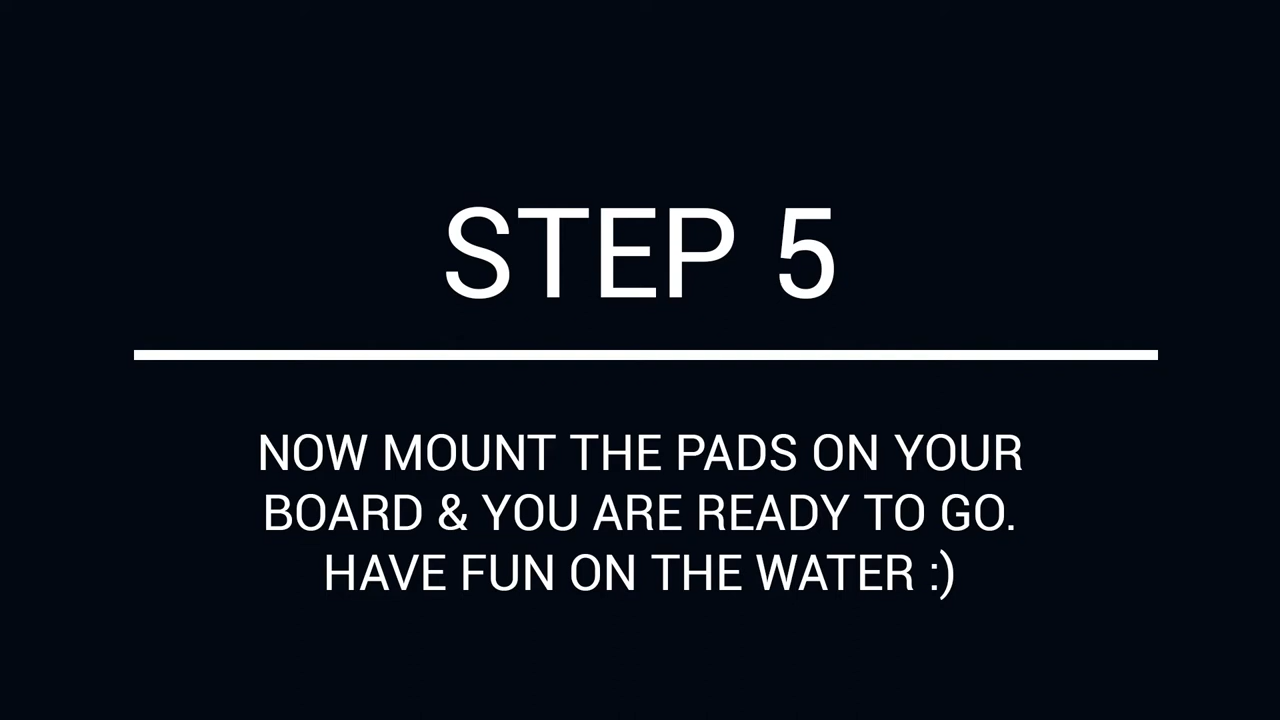 STEP 5
NOW MOUNT THE PADS ON YOUR
BOARD & YOU ARE READY TO GO.
HAVE FUN ON THE WATER :)